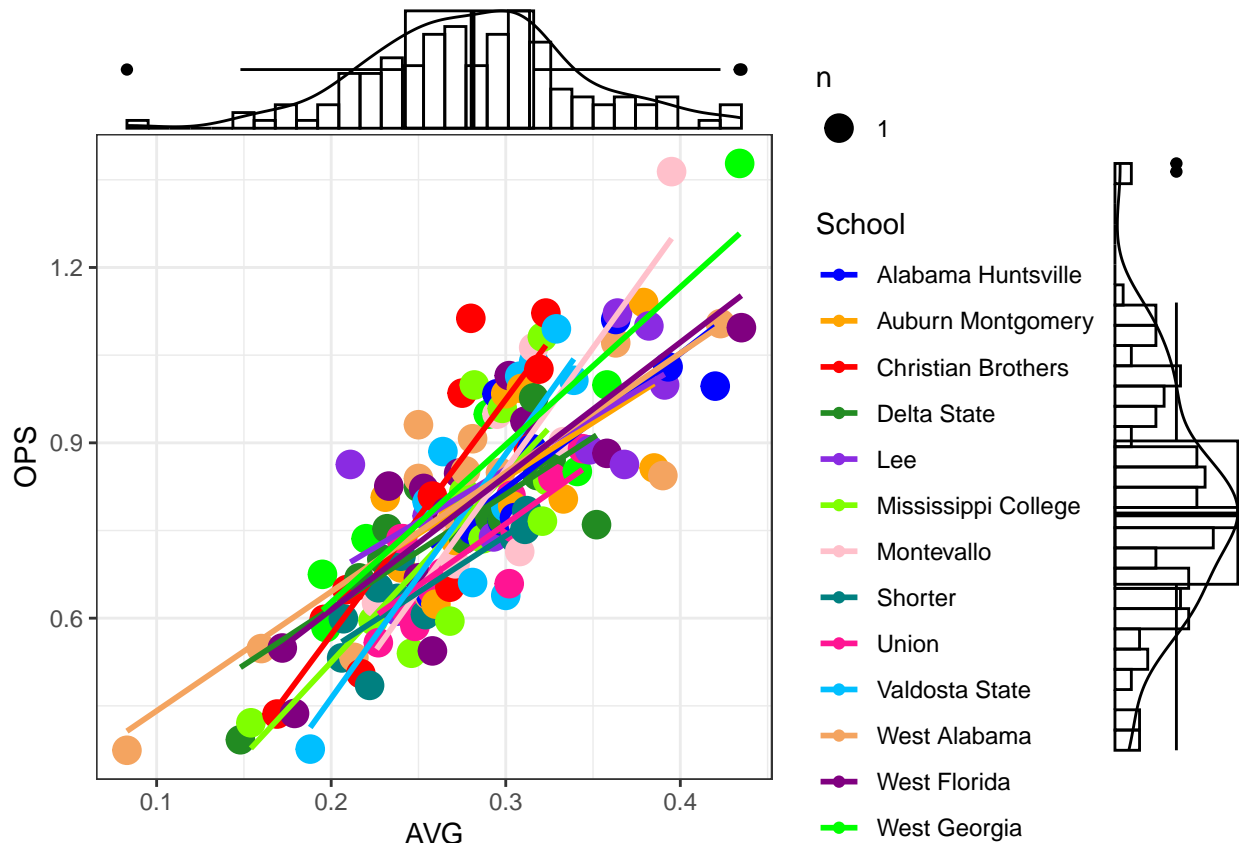 n
1
School
Alabama Huntsville
Auburn Montgomery
Christian Brothers
Delta State
Lee
Mississippi College
Montevallo
Shorter
Union
Valdosta State
West Alabama
West Florida
West Georgia
OPS
1.2
0.9
0.6
0.1 0.2 0.3 0.4
AVG